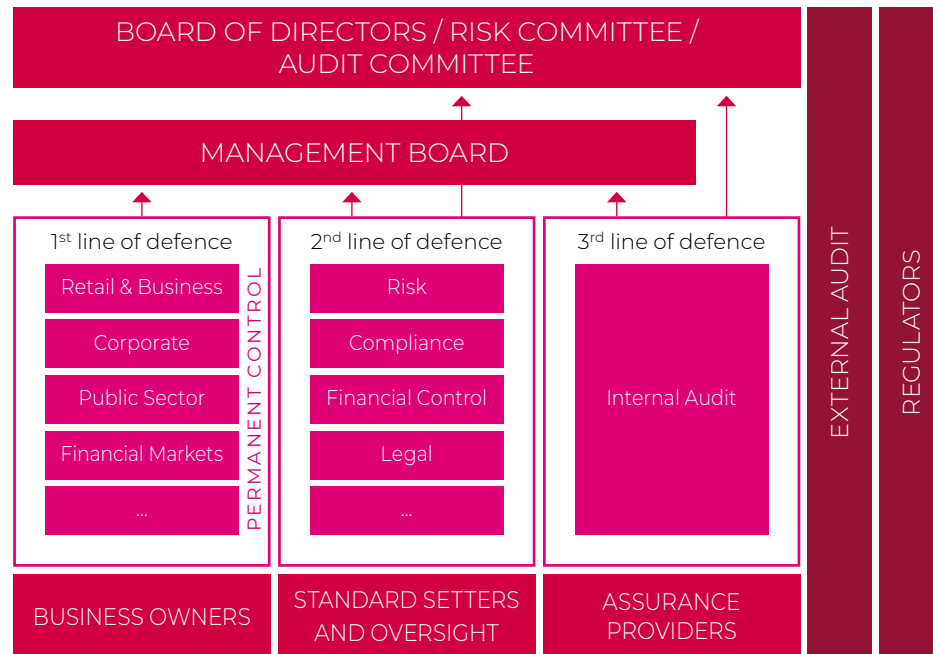 BOARD OF DIRECTORS / RISK COMMITTEE /
AUDIT COMMITTEE
MANAGEMENT BOARD
1st line of defence
Retail & Business
Corporate
Public Sector
Financial Markets
...
PERMANENT CONTROL
2nd line of defence
Risk
Compliance
Financial Control
Legal
...
3rd line of defence
Internal Audit
BUSINESS OWNERS
STANDARD SETTERS
AND OVERSIGHT
ASSURANCE
PROVIDERS
EXTERNAL AUDIT
REGULATORS